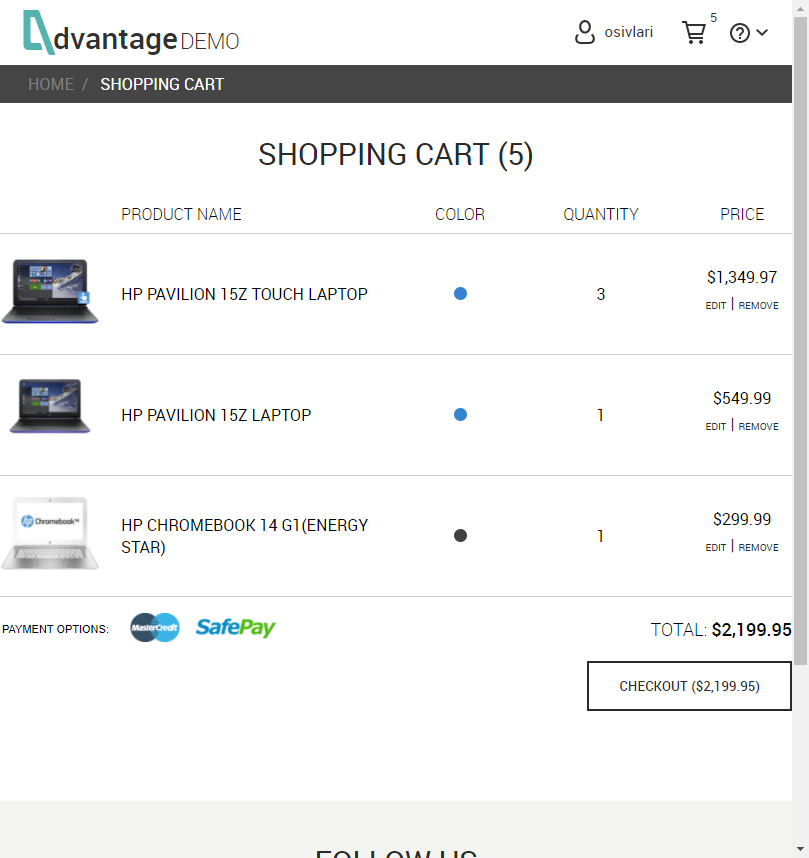 dvantage DEMO
osivlari
5
HOME / SHOPPING CART
SHOPPING CART (5)
PRODUCT NAME COLOR QUANTITY PRICE
HP PAVILION 15Z TOUCH LAPTOP 3 $1,349.97
EDIT | REMOVE
HP PAVILION 15Z LAPTOP 1 $549.99
EDIT | REMOVE
hp Chromebook
HP CHROMEBOOK 14 G1(ENERGY
STAR)
1 $299.99
EDIT | REMOVE
PAYMENT OPTIONS: MasterCredit SafePay TOTAL: $2,199.95
CHECKOUT ($2,199.95)
FOLLOW US